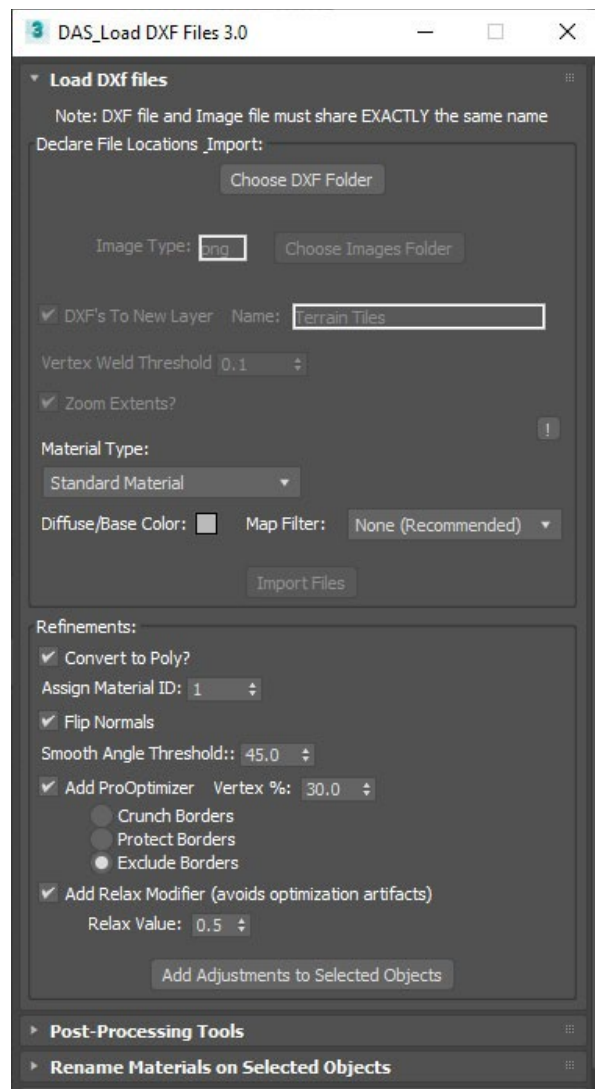 DAS_Load DXF Files 3.0
Load DXf files
Note: DXF file and Image file must share EXACTLY the same name
Declare File Locations _Import:
Choose DXF Folder
Image Type: png Choose Images Folder
DXF's To New Layer Name: Terrain Tiles
Vertex Weld Threshold 0.1
Zoom Extents?
!
Material Type:
Standard Material
Diffuse/Base Color: Map Filter: None (Recommended)
Import Files
Refinements:
Convert to Poly?
Assign Material ID: 1
Flip Normals
Smooth Angle Threshold:: 45.0
Add ProOptimizer Vertex %: 30.0
Crunch Borders
Protect Borders
Exclude Borders
Add Relax Modifier (avoids optimization artifacts)
Relax Value: 0.5
Add Adjustments to Selected Objects
Post-Processing Tools
Rename Materials on Selected Objects